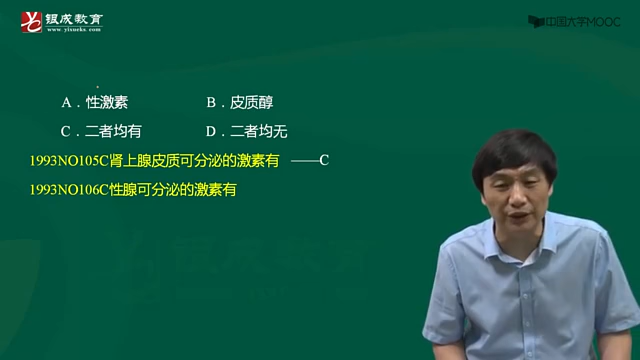 银成教育
www.yixueks.com
中国大学MOOC
A．性激素 B．皮质醇
C．二者均有 D．二者均无
1993NO105C肾上腺皮质可分泌的激素有 ——C
1993NO106C性腺可分泌的激素有